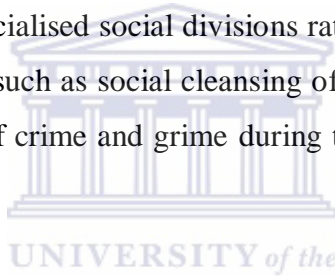 cialised social divisions rat
such as social cleansing of
f crime and grime during t
UNIVERSITY of the